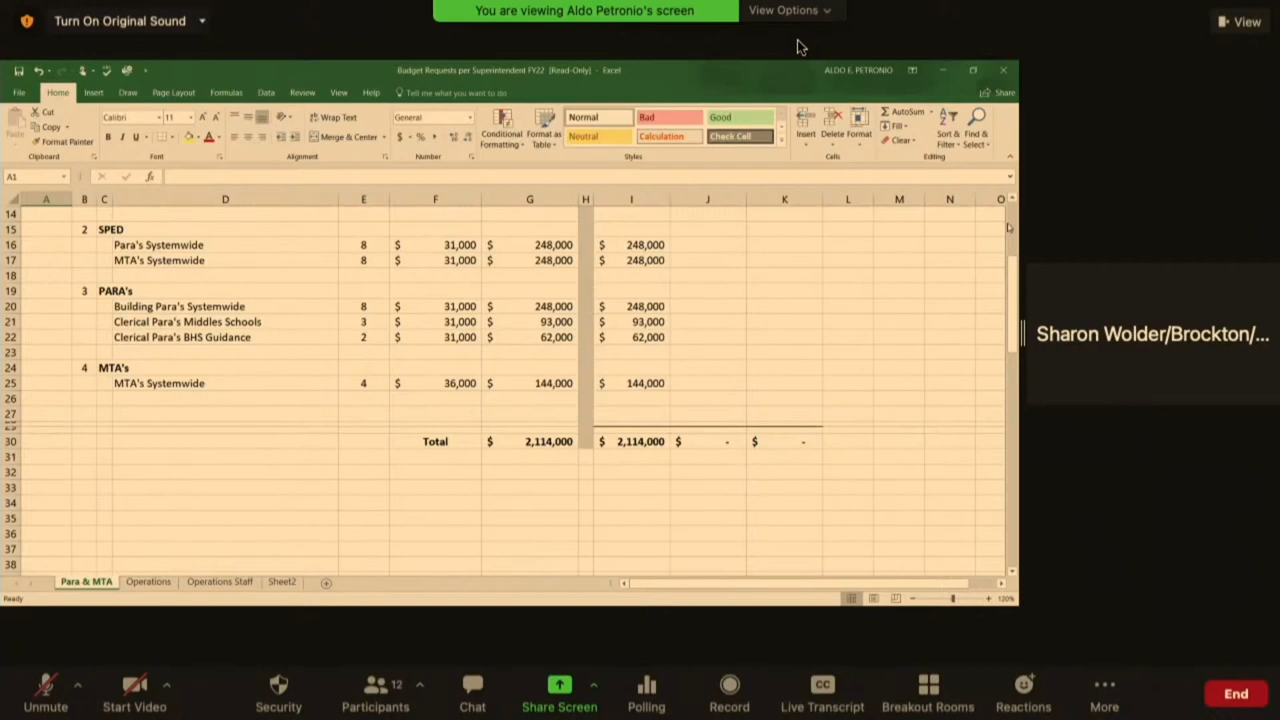 You are viewing Aldo Petronio's screen View Options
Turn On Original Sound
View
Budget Requests per Superintendent FY22 [Read-Only] - Excel
ALDO E. PETRONIO
File Home Insert Draw Page Layout Formulas Data Review View Help Tell me what you want to do
Share
Paste
Cut
Copy
Format Painter
Clipboard
Calibri 11
B I U
Font
Wrap Text
Merge & Center
Alignment
General
$ % ,
Number
Conditional Formatting
Format as Table
Normal Bad Good
Neutral Calculation Check Cell
Styles
Insert Delete Format
Cells
AutoSum
Fill
Clear
Sort & Filter
Find & Select
Editing
A1 fx
A B C D E F G H I J K L M N O
14
15 2 SPED
16 Para's Systemwide 8 $ 31,000 $ 248,000 $ 248,000
17 MTA's Systemwide 8 $ 31,000 $ 248,000 $ 248,000
18
19 3 PARA's
20 Building Para's Systemwide 8 $ 31,000 $ 248,000 $ 248,000
21 Clerical Para's Middles Schools 3 $ 31,000 $ 93,000 $ 93,000
22 Clerical Para's BHS Guidance 2 $ 31,000 $ 62,000 $ 62,000
23
24 4 MTA's
25 MTA's Systemwide 4 $ 36,000 $ 144,000 $ 144,000
26
27
30 Total $ 2,114,000 $ 2,114,000 $ - $ -
31
32
33
34
35
36
37
38
Para & MTA Operations Operations Staff Sheet2
Ready
120%
Sharon Wolder/Brockton/...
12
Unmute Start Video Security Participants Chat Share Screen Polling Record CC Live Transcript Breakout Rooms Reactions More End